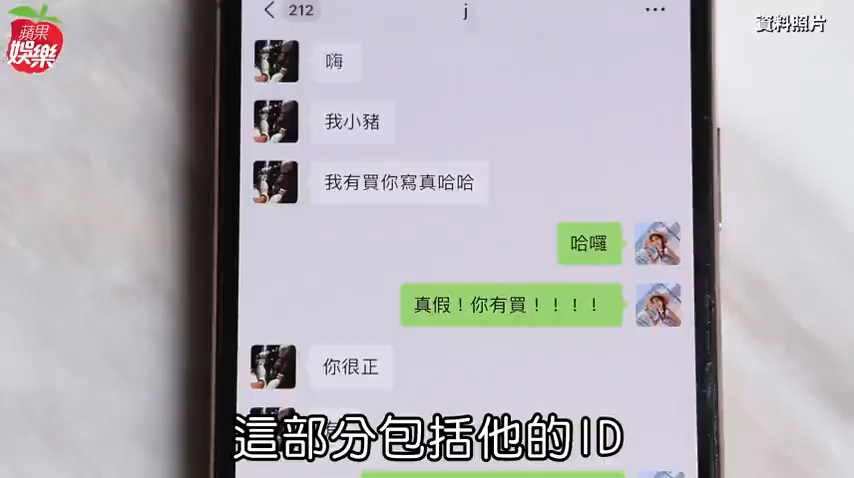 蘋果
娛樂
資料照片
212
j
嗨
我小豬
我有買你寫真哈哈
哈囉
真假！你有買！！！！
你很正
這部分包括他的ID